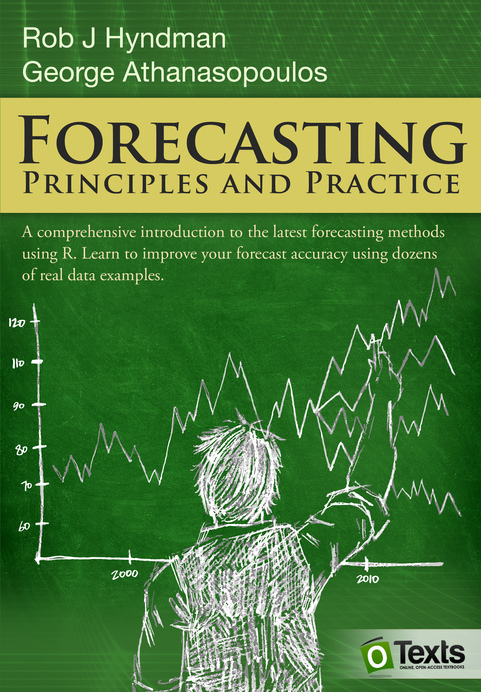 Rob J Hyndman
George Athanasopoulos
FORECASTING
PRINCIPLES AND PRACTICE
A comprehensive introduction to the latest forecasting methods
using R. Learn to improve your forecast accuracy using dozens
of real data examples.
120
110
90
80
70
60
2000
2010
OTexts
ONLINE, OPEN-ACCESS TEXTBOOKS